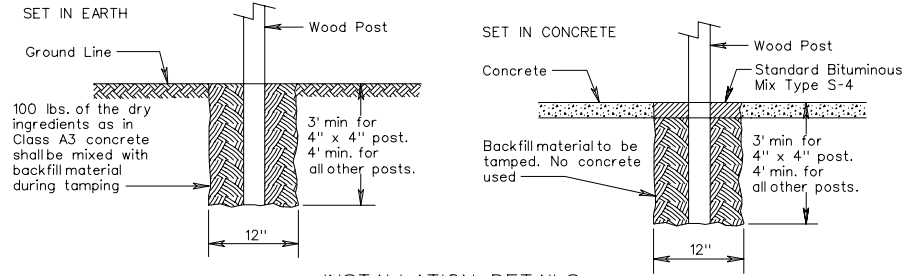 SET IN EARTH
Wood Post
Ground Line
100 lbs. of the dry
ingredients as in
Class A3 concrete
shall be mixed with
backfill material
during tamping
3' min for
4" x 4" post.
4' min. for
all other posts.
12"
SET IN CONCRETE
Wood Post
Concrete
Standard Bituminous
Mix Type S-4
Backfill material to be
tamped. No concrete
used
3' min for
4" x 4" post.
4' min. for
all other posts.
12"
INSTALLATION DETAILS